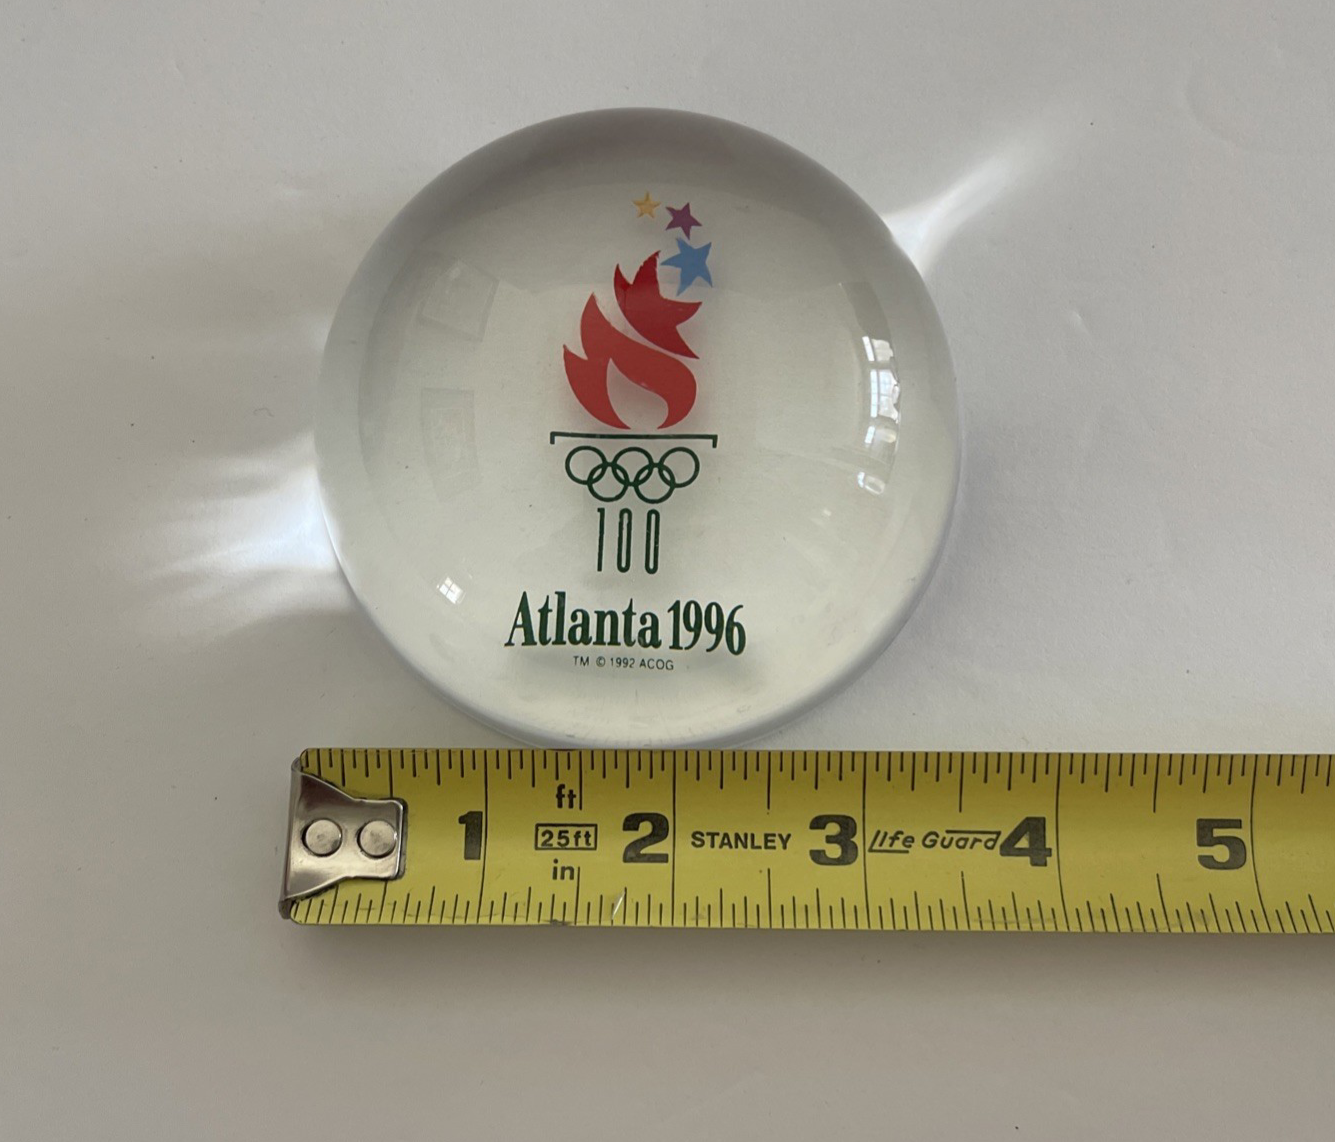 100
Atlanta 1996
TM © 1992 ACOG
ft
1 25ft 2 STANLEY 3 Life Guard 4 5
in